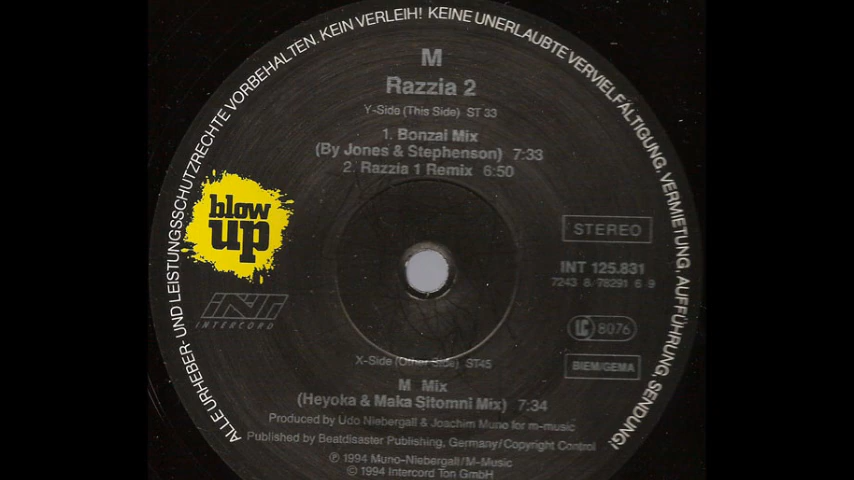 ALLE URHEBER- UND LEISTUNGSSCHUTZRECHTE VORBEHALTEN. KEIN VERLEIH! KEINE UNERLAUBTE VERVIELFÄLTIGUNG, VERMIETUNG, AUFFÜHRUNG, SENDUNG!
M
Razzia 2
Y-Side (This Side) ST 33
1. Bonzai Mix
(By Jones & Stephenson) 7:33
2. Razzia 1 Remix 6:50
blow
up
STEREO
INT 125.831
7243 8 78291 6 9
INT
INTERCORD
LC 8076
BIEM/GEMA
X-Side (Other Side) ST45
M Mix
(Heyoka & Maka Sitomni Mix) 7:34
Produced by Udo Niebergall & Joachim Muno for m-music
Published by Beatdisaster Publishing, Germany/Copyright Control
℗ 1994 Muno-Niebergall/M-Music
© 1994 Intercord Ton GmbH